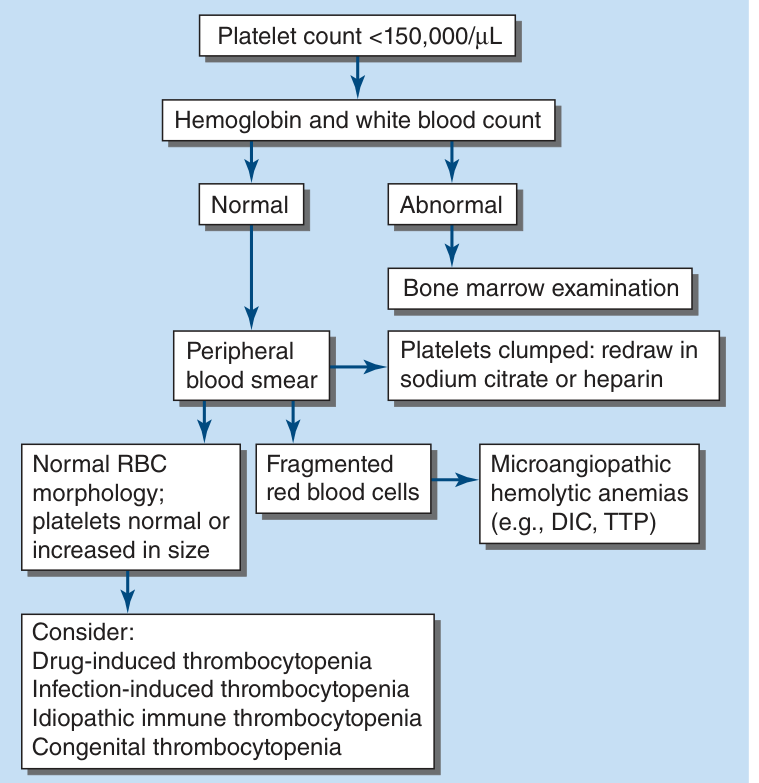 Platelet count <150,000/μL
Hemoglobin and white blood count
Normal
Abnormal
Bone marrow examination
Peripheral
blood smear
Platelets clumped: redraw in
sodium citrate or heparin
Normal RBC
morphology;
platelets normal or
increased in size
Fragmented
red blood cells
Microangiopathic
hemolytic anemias
(e.g., DIC, TTP)
Consider:
Drug-induced thrombocytopenia
Infection-induced thrombocytopenia
Idiopathic immune thrombocytopenia
Congenital thrombocytopenia